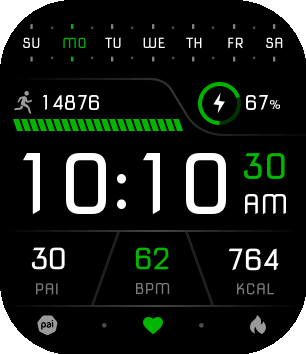 SU MO TU WE TH FR SA
14876 67%
10:10 30
AM
30 62 764
PAI BPM KCAL
pai